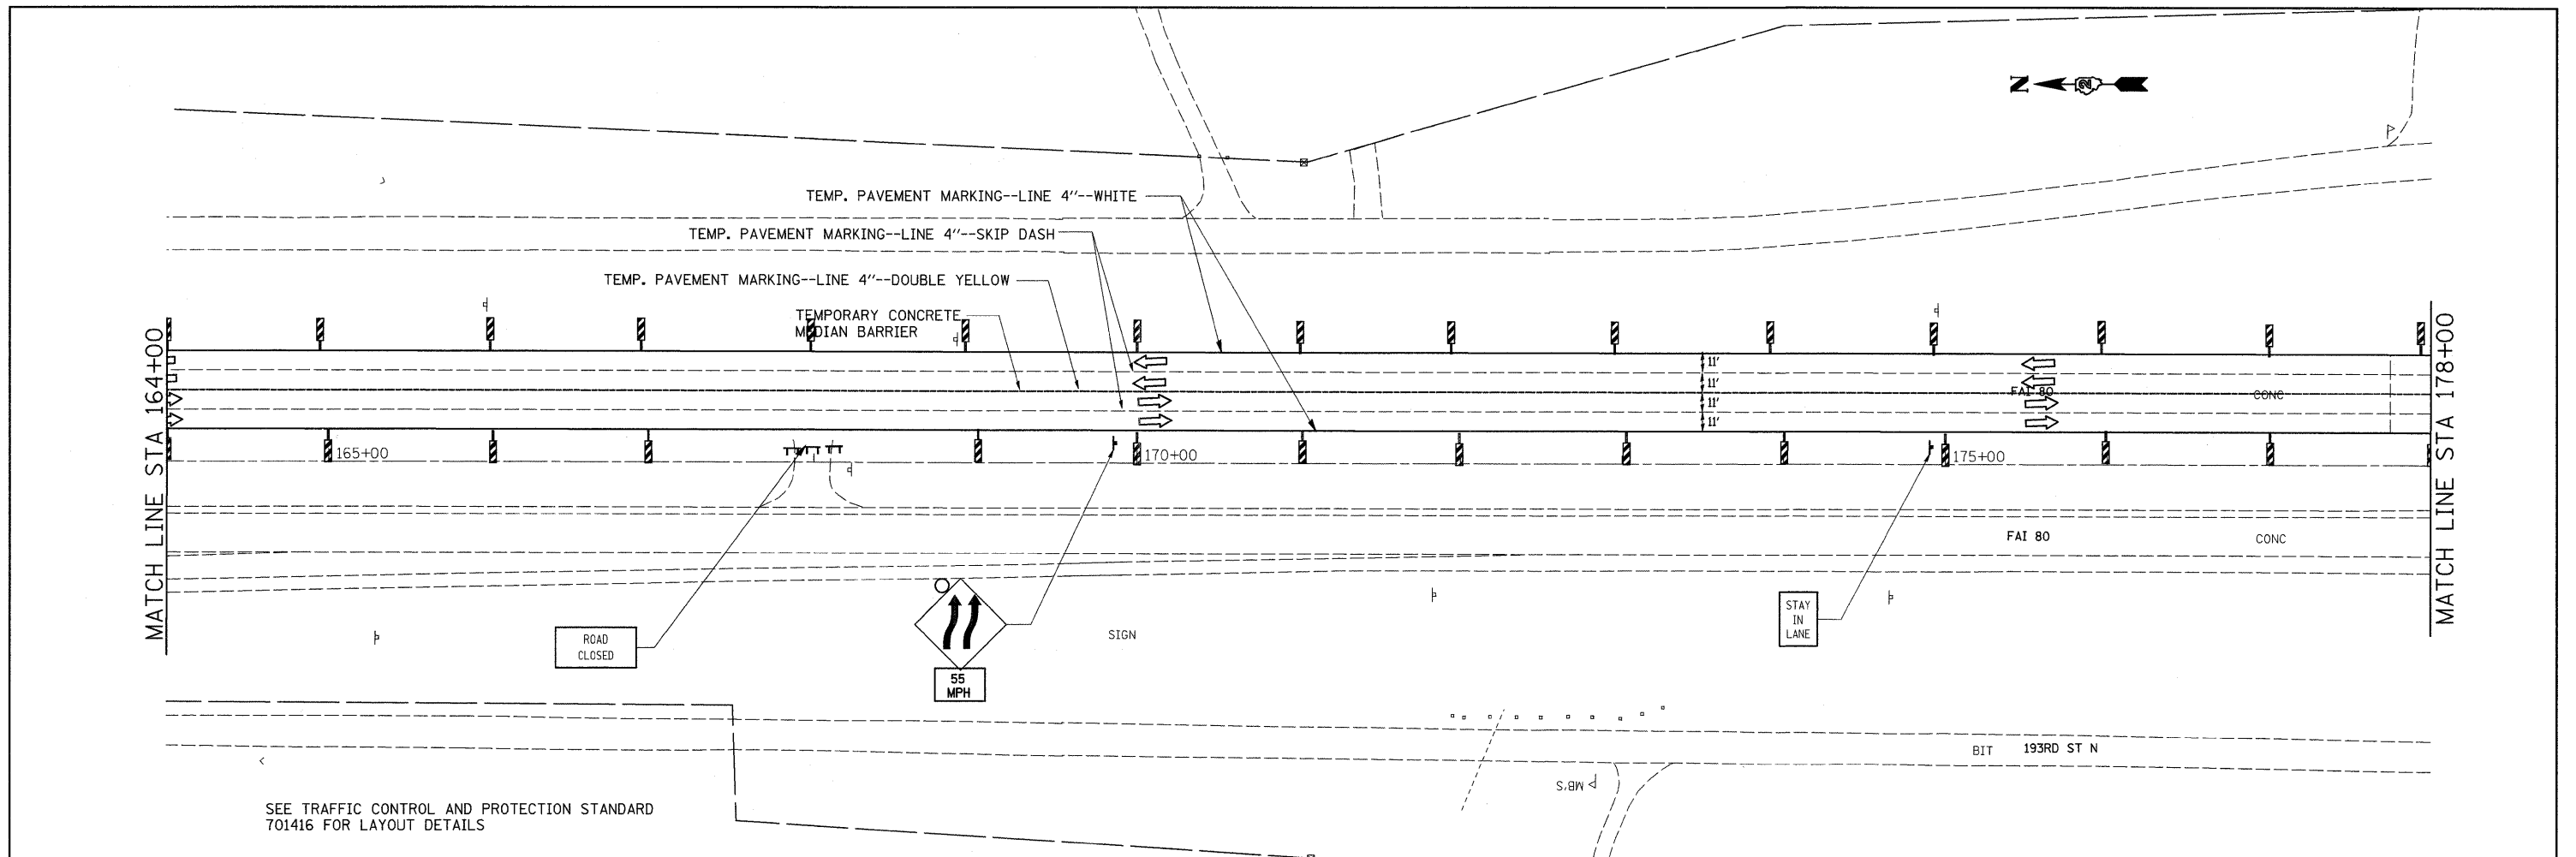 N
2
TEMP. PAVEMENT MARKING--LINE 4"--WHITE
TEMP. PAVEMENT MARKING--LINE 4"--SKIP DASH
TEMP. PAVEMENT MARKING--LINE 4"--DOUBLE YELLOW
TEMPORARY CONCRETE
MEDIAN BARRIER
MATCH LINE STA 164+00
MATCH LINE STA 178+00
11'
11'
11'
11'
FAI 80
CONC
165+00
170+00
175+00
FAI 80
CONC
ROAD
CLOSED
55
MPH
SIGN
STAY
IN
LANE
BIT
193RD ST N
MB'S
SEE TRAFFIC CONTROL AND PROTECTION STANDARD
701416 FOR LAYOUT DETAILS